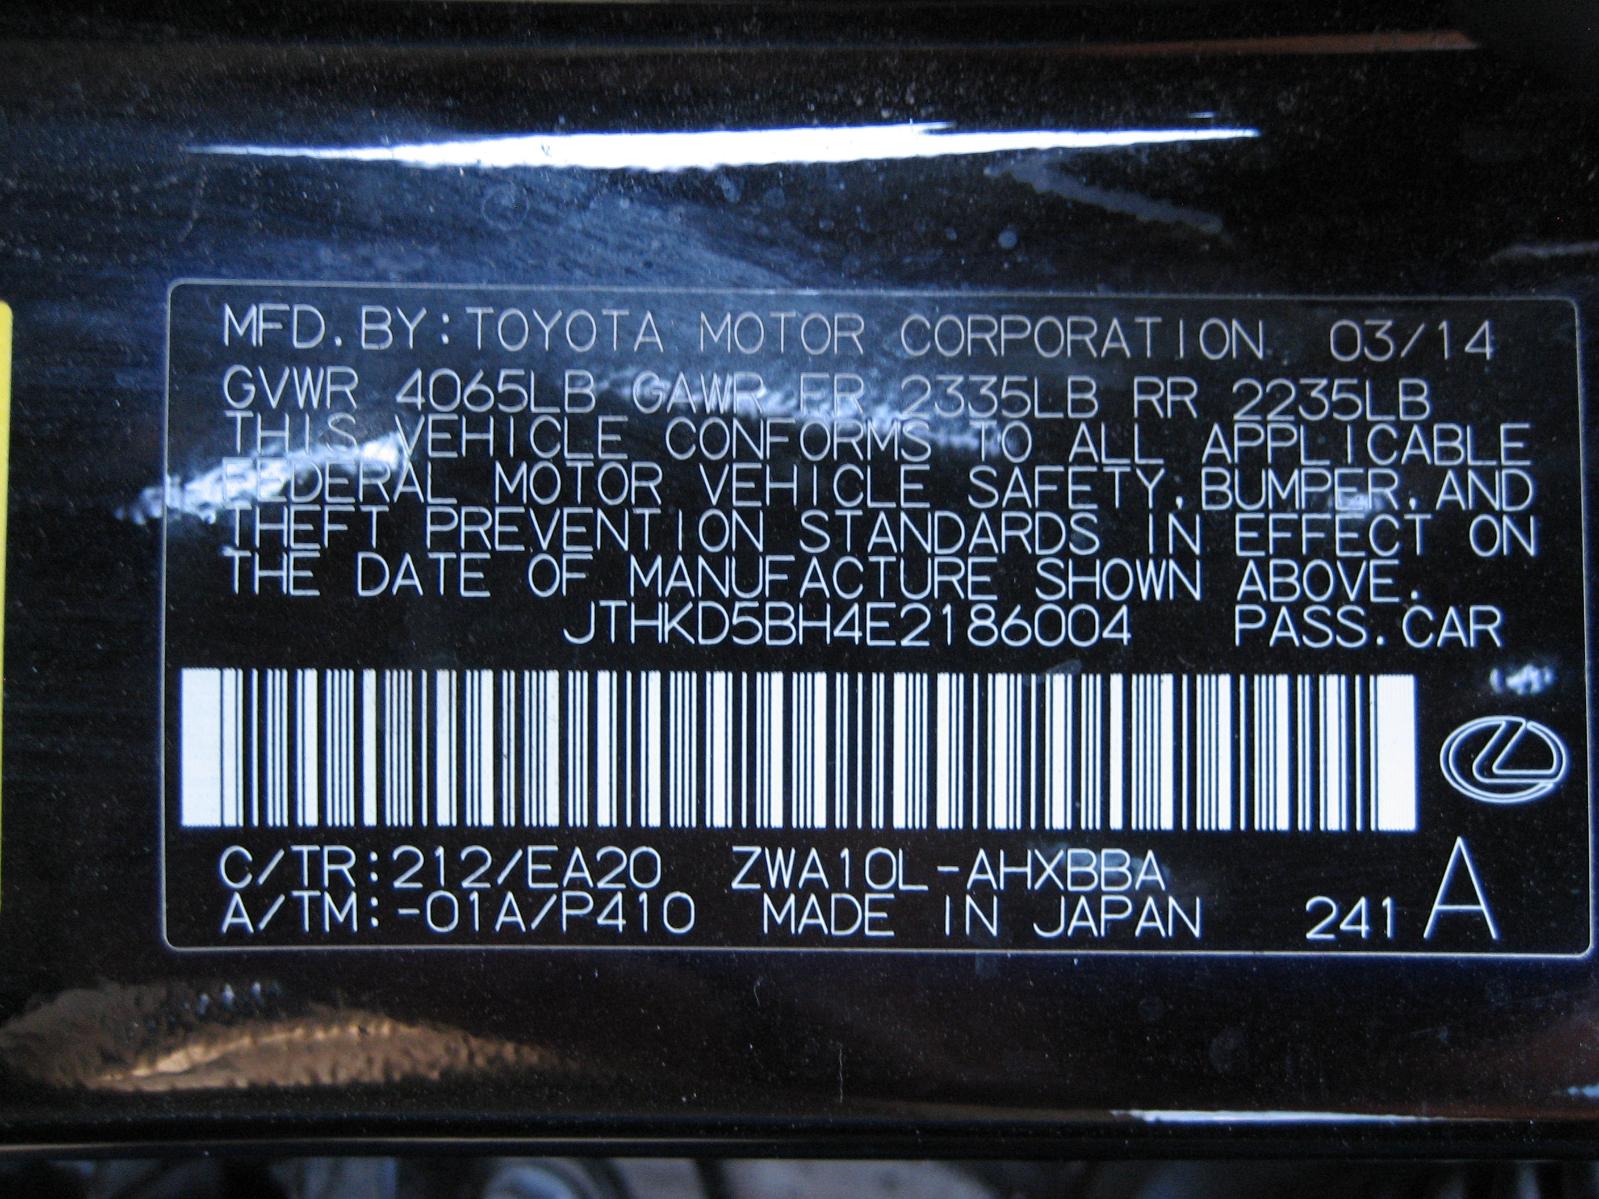 MFD. BY: TOYOTA MOTOR CORPORATION 03/14
GVWR 4065LB GAWR FR 2335LB RR 2235LB
THIS VEHICLE CONFORMS TO ALL APPLICABLE
FEDERAL MOTOR VEHICLE SAFETY, BUMPER, AND
THEFT PREVENTION STANDARDS IN EFFECT ON
THE DATE OF MANUFACTURE SHOWN ABOVE.
JTHKD5BH4E2186004 PASS. CAR
C/TR: 212/EA20 ZWA10L-AHXBBA
A/TM: -01A/P410 MADE IN JAPAN 241 A